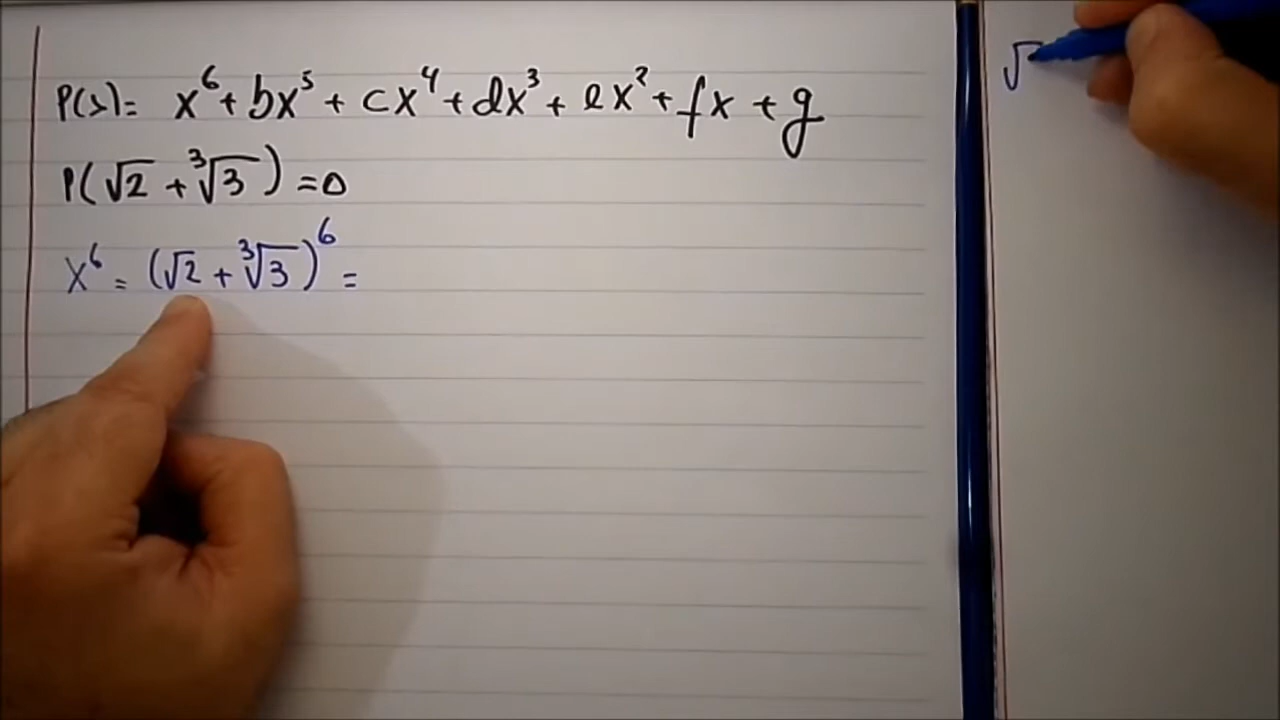 P(x)= x⁶+bx⁵+cx⁴+dx³+ex²+fx+g
P(√2+∛3)=0
x⁶=(√2+∛3)⁶=
√